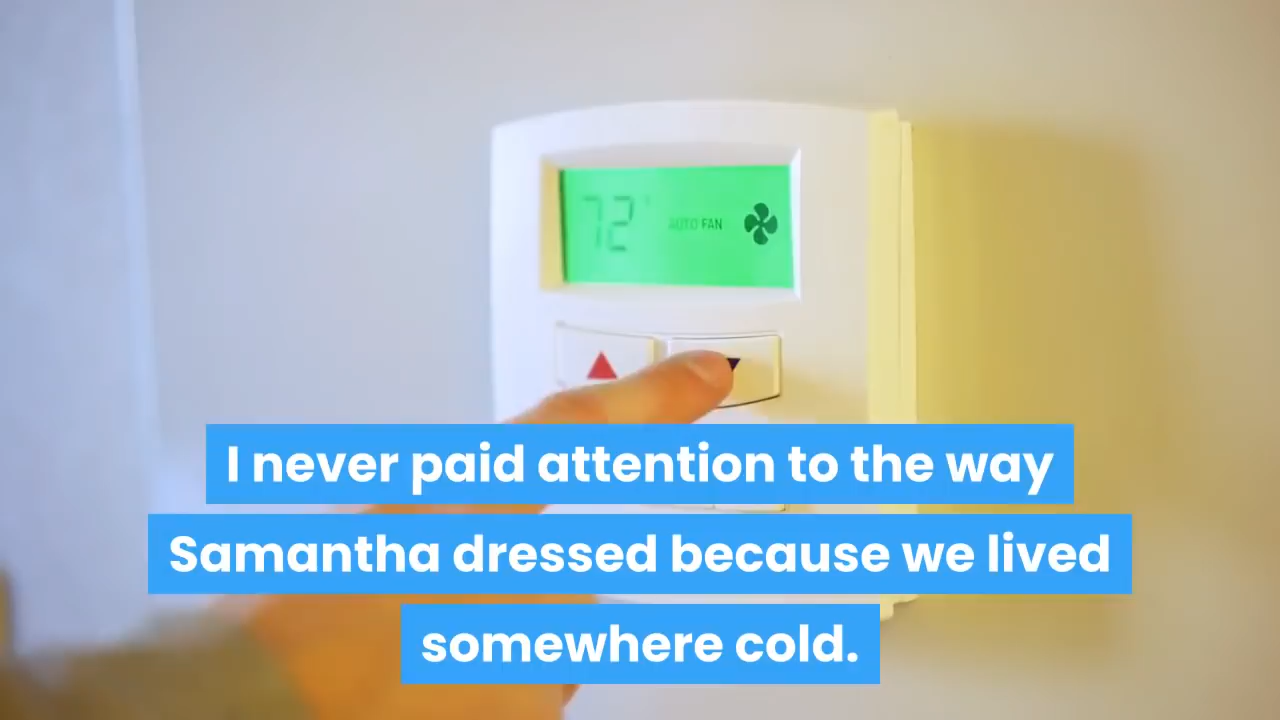 72°
AUTO FAN
I never paid attention to the way
Samantha dressed because we lived
somewhere cold.